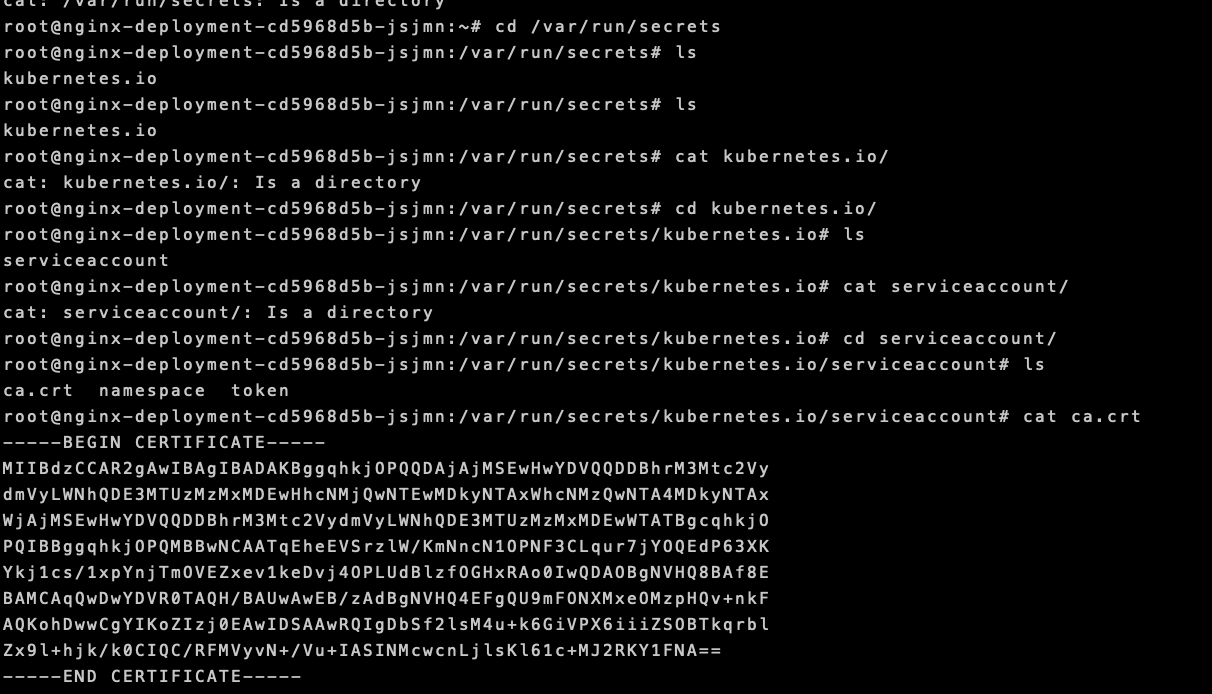 cat: /var/run/secrets: Is a directory
root@nginx-deployment-cd5968d5b-jsjmn:~# cd /var/run/secrets
root@nginx-deployment-cd5968d5b-jsjmn:/var/run/secrets# ls
kubernetes.io
root@nginx-deployment-cd5968d5b-jsjmn:/var/run/secrets# ls
kubernetes.io
root@nginx-deployment-cd5968d5b-jsjmn:/var/run/secrets# cat kubernetes.io/
cat: kubernetes.io/: Is a directory
root@nginx-deployment-cd5968d5b-jsjmn:/var/run/secrets# cd kubernetes.io/
root@nginx-deployment-cd5968d5b-jsjmn:/var/run/secrets/kubernetes.io# ls
serviceaccount
root@nginx-deployment-cd5968d5b-jsjmn:/var/run/secrets/kubernetes.io# cat serviceaccount/
cat: serviceaccount/: Is a directory
root@nginx-deployment-cd5968d5b-jsjmn:/var/run/secrets/kubernetes.io# cd serviceaccount/
root@nginx-deployment-cd5968d5b-jsjmn:/var/run/secrets/kubernetes.io/serviceaccount# ls
ca.crt  namespace  token
root@nginx-deployment-cd5968d5b-jsjmn:/var/run/secrets/kubernetes.io/serviceaccount# cat ca.crt
-----BEGIN CERTIFICATE-----
MIIBdzCCAR2gAwIBAgIBADAKBggqhkjOPQQDAjAjMSEwHwYDVQQDDBhrM3Mtc2Vy
dmVyLWNhQDE3MTUzMzMxMDEwHhcNMjQwNTEwMDkyNTAxWhcNMzQwNTA4MDkyNTAx
WjAjMSEwHwYDVQQDDBhrM3Mtc2VydmVyLWNhQDE3MTUzMzMxMDEwWTATBgcqhkjO
PQIBBggqhkjOPQMBBwNCAATqEheEVSrzlW/KmNncN1OPNF3CLqur7jYOQEdP63XK
Ykj1cs/1xpYnjTmOVEZxev1keDvj4OPLUdBlzfOGHxRAo0IwQDAOBgNVHQ8BAf8E
BAMCAqQwDwYDVR0TAQH/BAUwAwEB/zAdBgNVHQ4EFgQU9mFONXMxeOMzpHQv+nkF
AQKohDwwCgYIKoZIzj0EAwIDSAAwRQIgDbSf2lsM4u+k6GiVPX6iiiZSOBTkqrbl
Zx9l+hjk/k0CIQC/RFMVyvN+/Vu+IASINMcwcnLjlsKl61c+MJ2RKY1FNA==
-----END CERTIFICATE-----